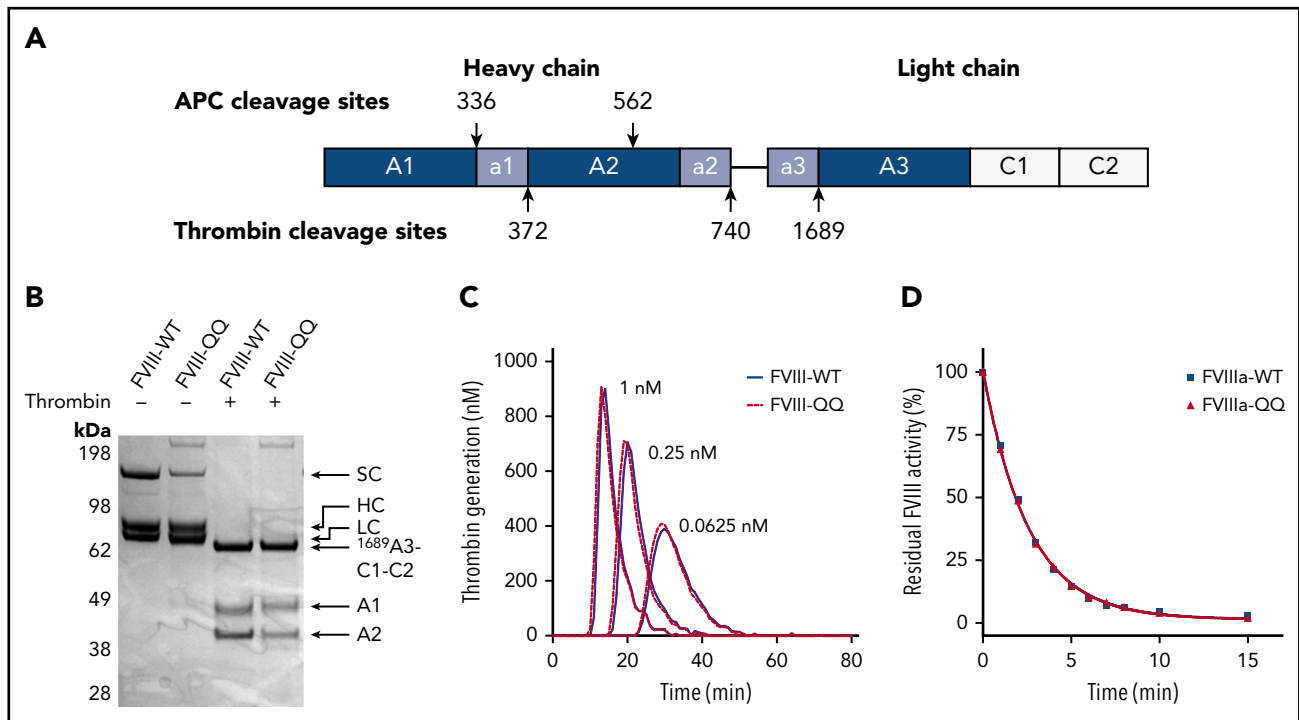 A
Heavy chain
Light chain
APC cleavage sites
336
562
A1
a1
A2
a2
a3
A3
C1
C2
Thrombin cleavage sites
372
740
1689
B
FVIII-WT
FVIII-QQ
FVIII-WT
FVIII-QQ
Thrombin
– – + +
kDa
198
98
62
49
38
28
SC
HC
LC
1689A3-
C1-C2
A1
A2
C
Thrombin generation (nM)
1000
800
600
400
200
0
1 nM
0.25 nM
0.0625 nM
FVIII-WT
FVIII-QQ
0 20 40 60 80
Time (min)
D
Residual FVIII activity (%)
100
75
50
25
0
FVIIIa-WT
FVIIIa-QQ
0 5 10 15
Time (min)